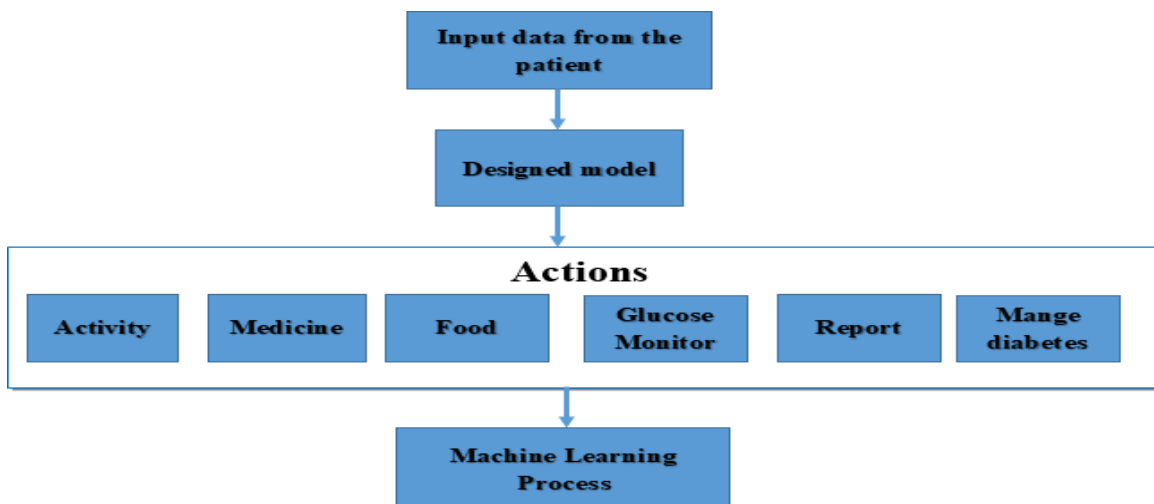 Input data from the
patient
Designed model
Actions
Activity
Medicine
Food
Glucose
Monitor
Report
Mange
diabetes
Machine Learning
Process